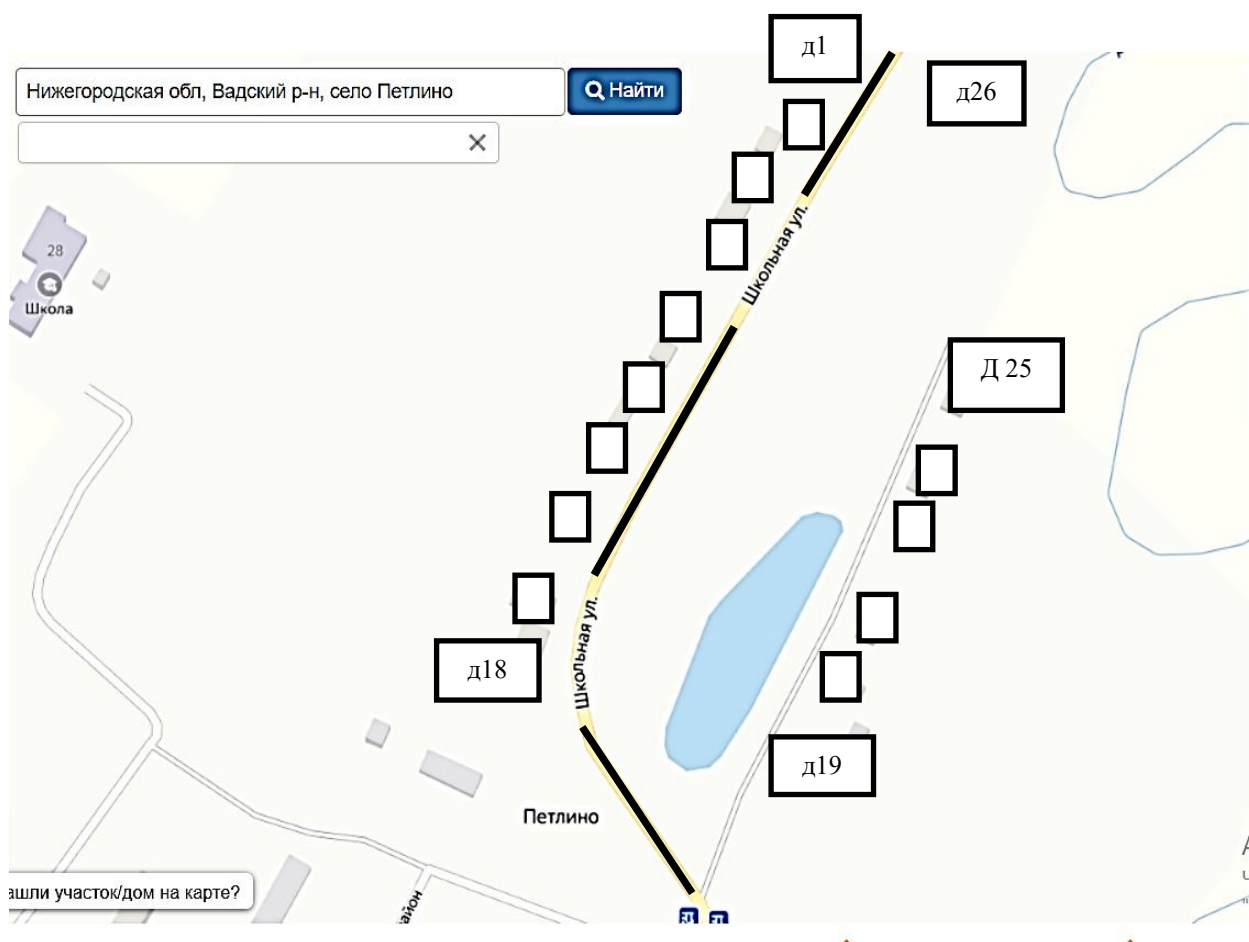 д1
Нижегородская обл, Вадский р-н, село Петлино
Найти
д26
Школьная ул.
28
Школа
Д 25
Школьная ул.
д18
д19
Петлино
ашли участок/дом на карте?
айон